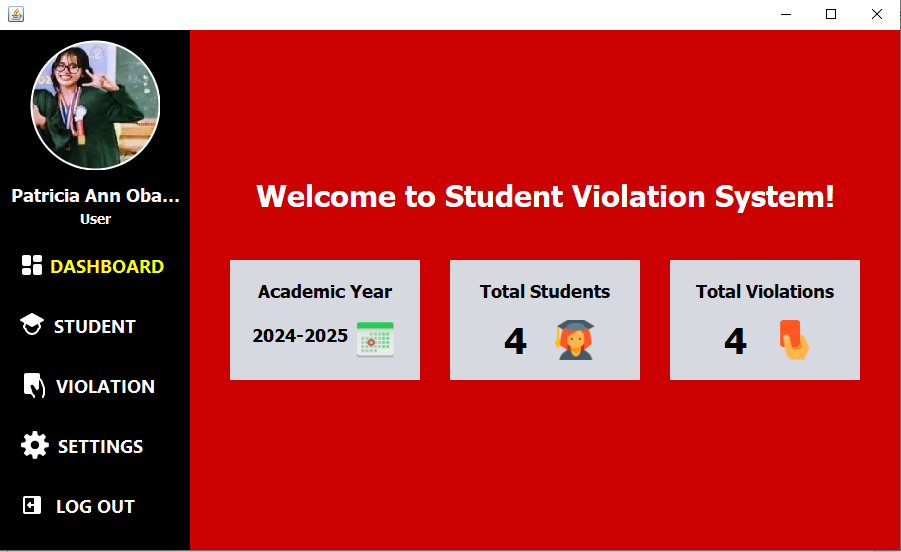 Patricia Ann Oba...
User
DASHBOARD
STUDENT
VIOLATION
SETTINGS
LOG OUT
Welcome to Student Violation System!
Academic Year
2024-2025
Total Students
4
Total Violations
4